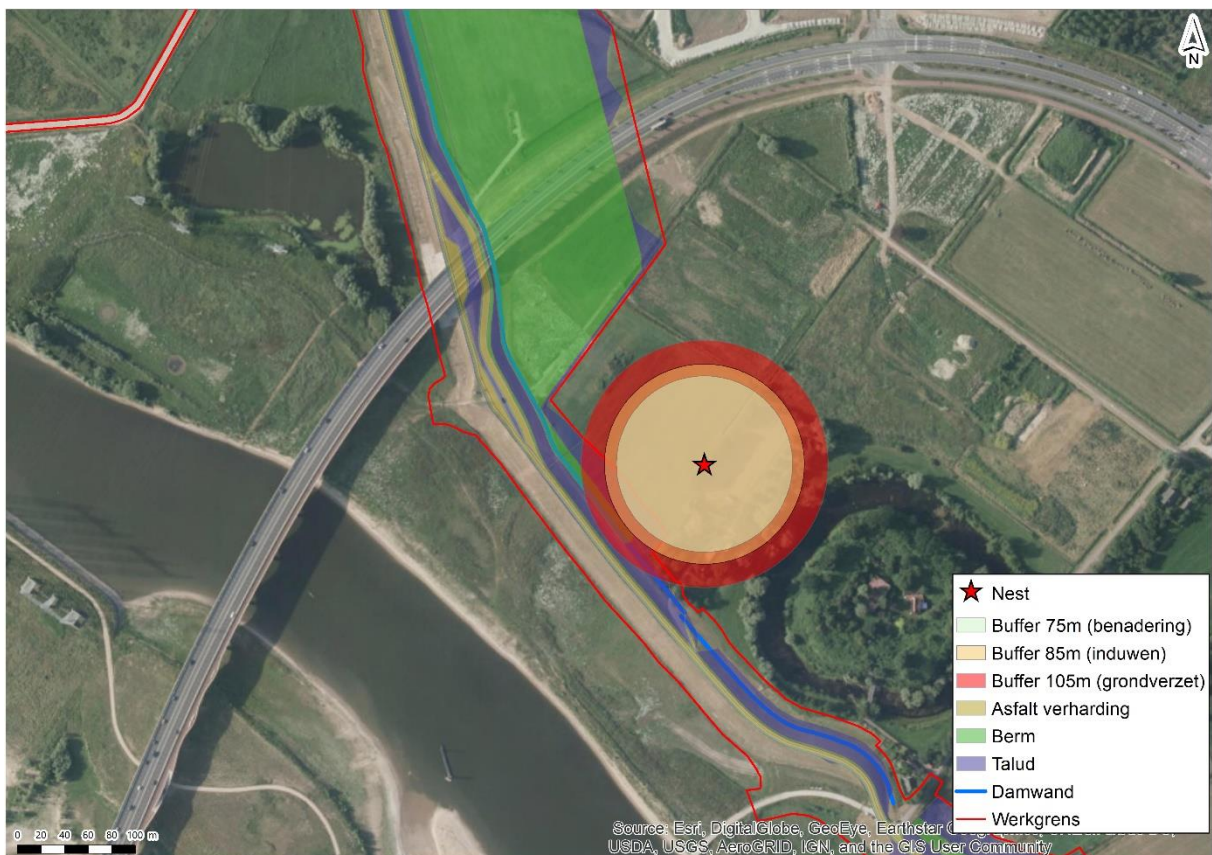 N
Nest
Buffer 75m (benadering)
Buffer 85m (induwen)
Buffer 105m (grondverzet)
Asfalt verharding
Berm
Talud
Damwand
Werkgrens
0 20 40 60 80 100 m
Source: Esri, DigitalGlobe, GeoEye, Earthstar
USDA, USGS, AeroGRID, IGN, and the GIS User Community